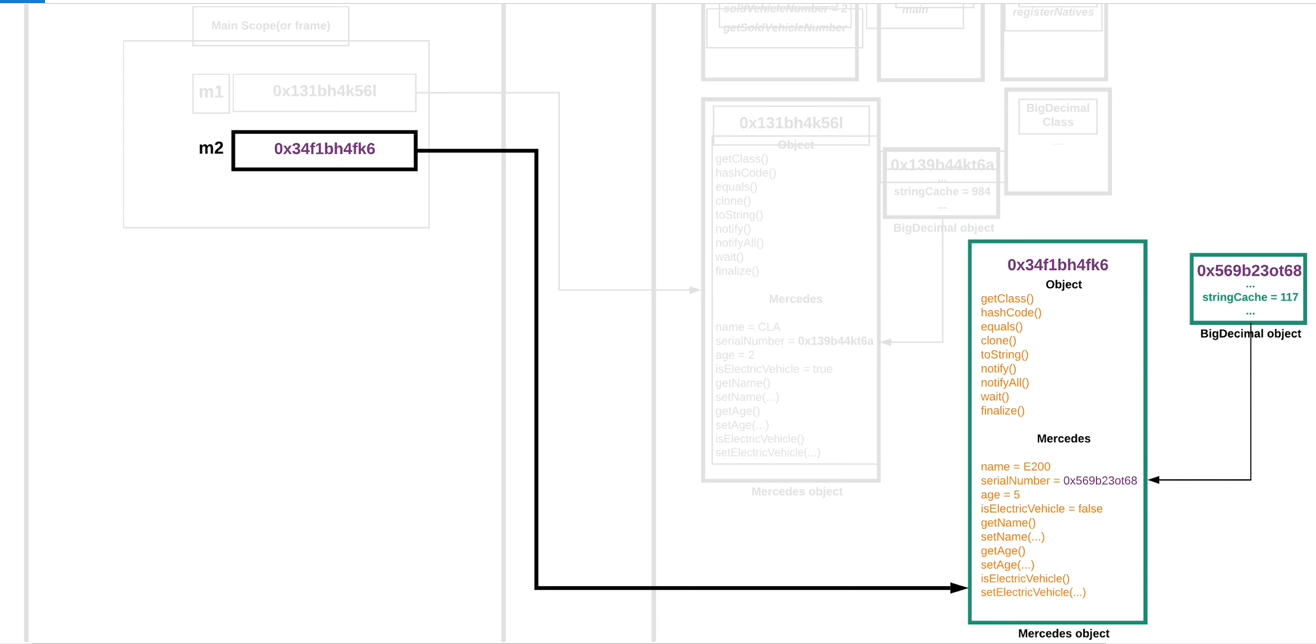 Main Scope(or frame)
m1
0x131bh4k56l
m2
0x34f1bh4fk6
soldVehicleNumber = 2
getSoldVehicleNumber
main
registerNatives
0x131bh4k56l
Object
getClass()
hashCode()
equals()
clone()
toString()
notify()
notifyAll()
wait()
finalize()
Mercedes
name = CLA
serialNumber = 0x139b44kt6a
age = 2
isElectricVehicle = true
getName()
setName(...)
getAge()
setAge(...)
isElectricVehicle()
setElectricVehicle(...)
Mercedes object
0x139b44kt6a
...
stringCache = 984
...
BigDecimal object
BigDecimal
Class
...
0x34f1bh4fk6
Object
getClass()
hashCode()
equals()
clone()
toString()
notify()
notifyAll()
wait()
finalize()
Mercedes
name = E200
serialNumber = 0x569b23ot68
age = 5
isElectricVehicle = false
getName()
setName(...)
getAge()
setAge(...)
isElectricVehicle()
setElectricVehicle(...)
Mercedes object
0x569b23ot68
...
stringCache = 117
...
BigDecimal object